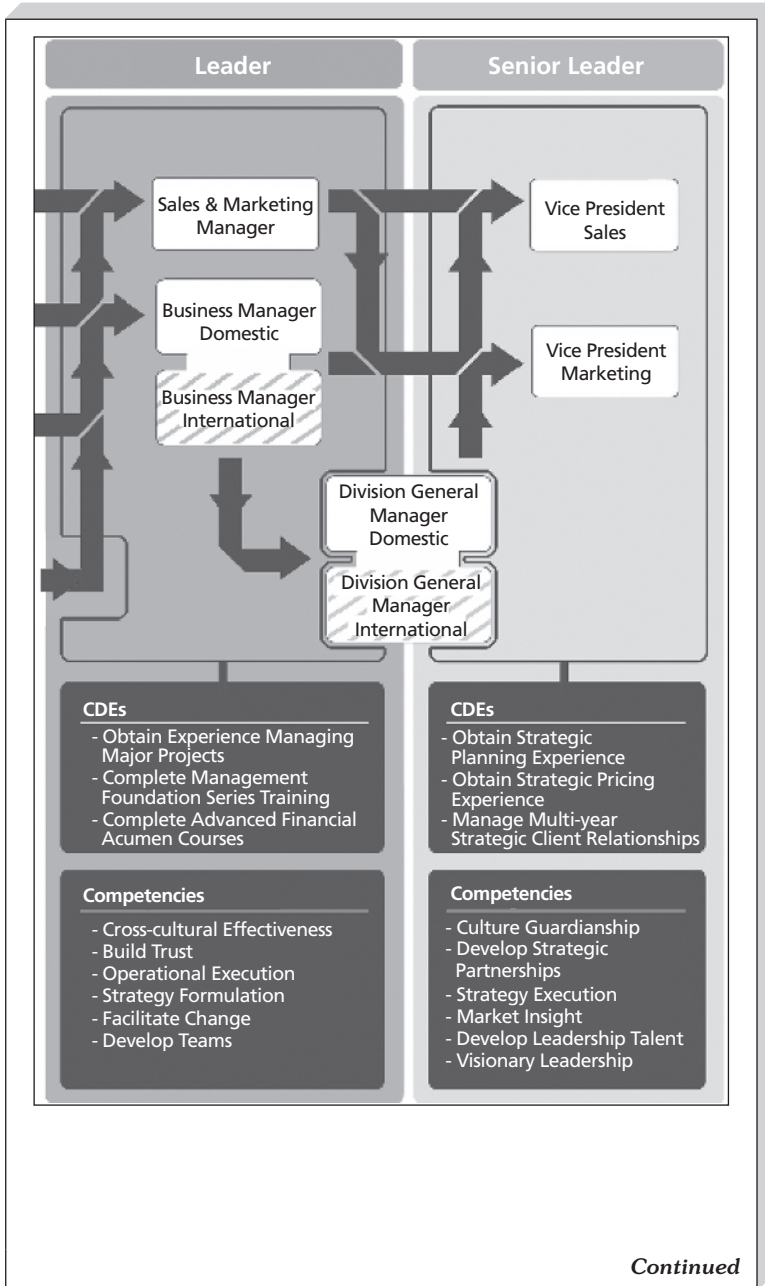 Leader
Senior Leader
Sales & Marketing
Manager
Business Manager
Domestic
Business Manager
International
Division General
Manager
Domestic
Division General
Manager
International
Vice President
Sales
Vice President
Marketing
CDEs
- Obtain Experience Managing
Major Projects
- Complete Management
Foundation Series Training
- Complete Advanced Financial
Acumen Courses
CDEs
- Obtain Strategic
Planning Experience
- Obtain Strategic Pricing
Experience
- Manage Multi-year
Strategic Client Relationships
Competencies
- Cross-cultural Effectiveness
- Build Trust
- Operational Execution
- Strategy Formulation
- Facilitate Change
- Develop Teams
Competencies
- Culture Guardianship
- Develop Strategic
Partnerships
- Strategy Execution
- Market Insight
- Develop Leadership Talent
- Visionary Leadership
Continued